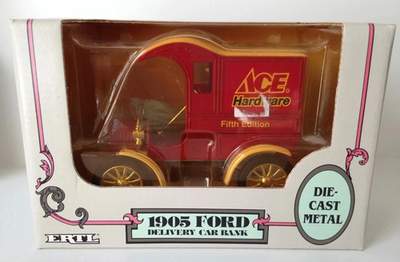 ACE
Hardware
Fifth Edition
DIE-
CAST
METAL
1905 FORD
DELIVERY CAR BANK
ERTL